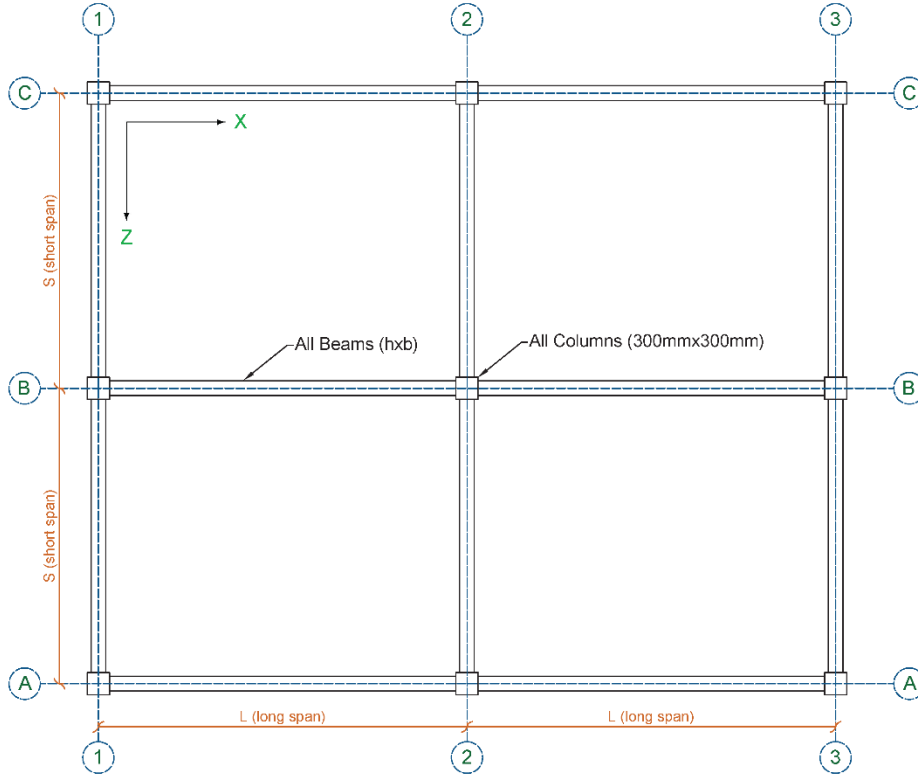 1
2
3
C
C
X
Z
S (short span)
All Beams (hxb)
All Columns (300mmx300mm)
B
B
S (short span)
A
A
L (long span)
L (long span)
1
2
3